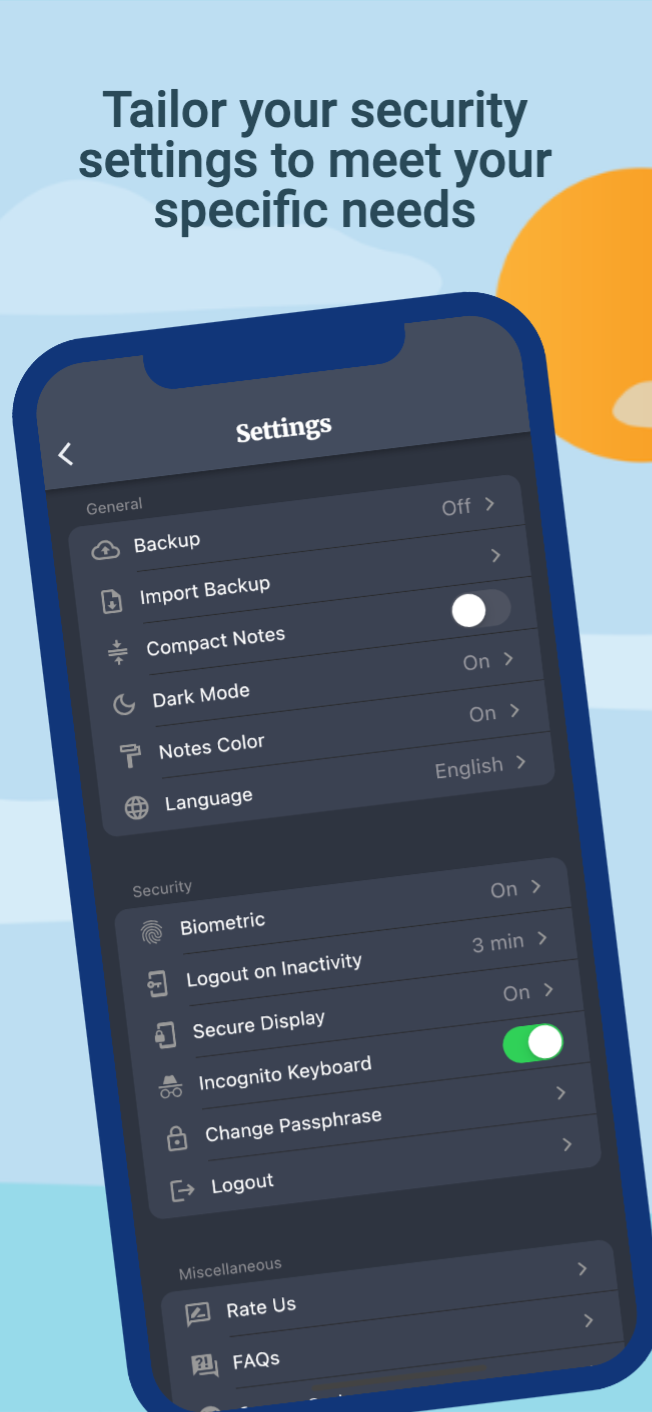 Tailor your security
settings to meet your
specific needs
Settings
General
Backup Off
Import Backup
Compact Notes
Dark Mode On
Notes Color On
Language English
Security
Biometric On
Logout on Inactivity 3 min
Secure Display On
Incognito Keyboard
Change Passphrase
Logout
Miscellaneous
Rate Us
FAQs